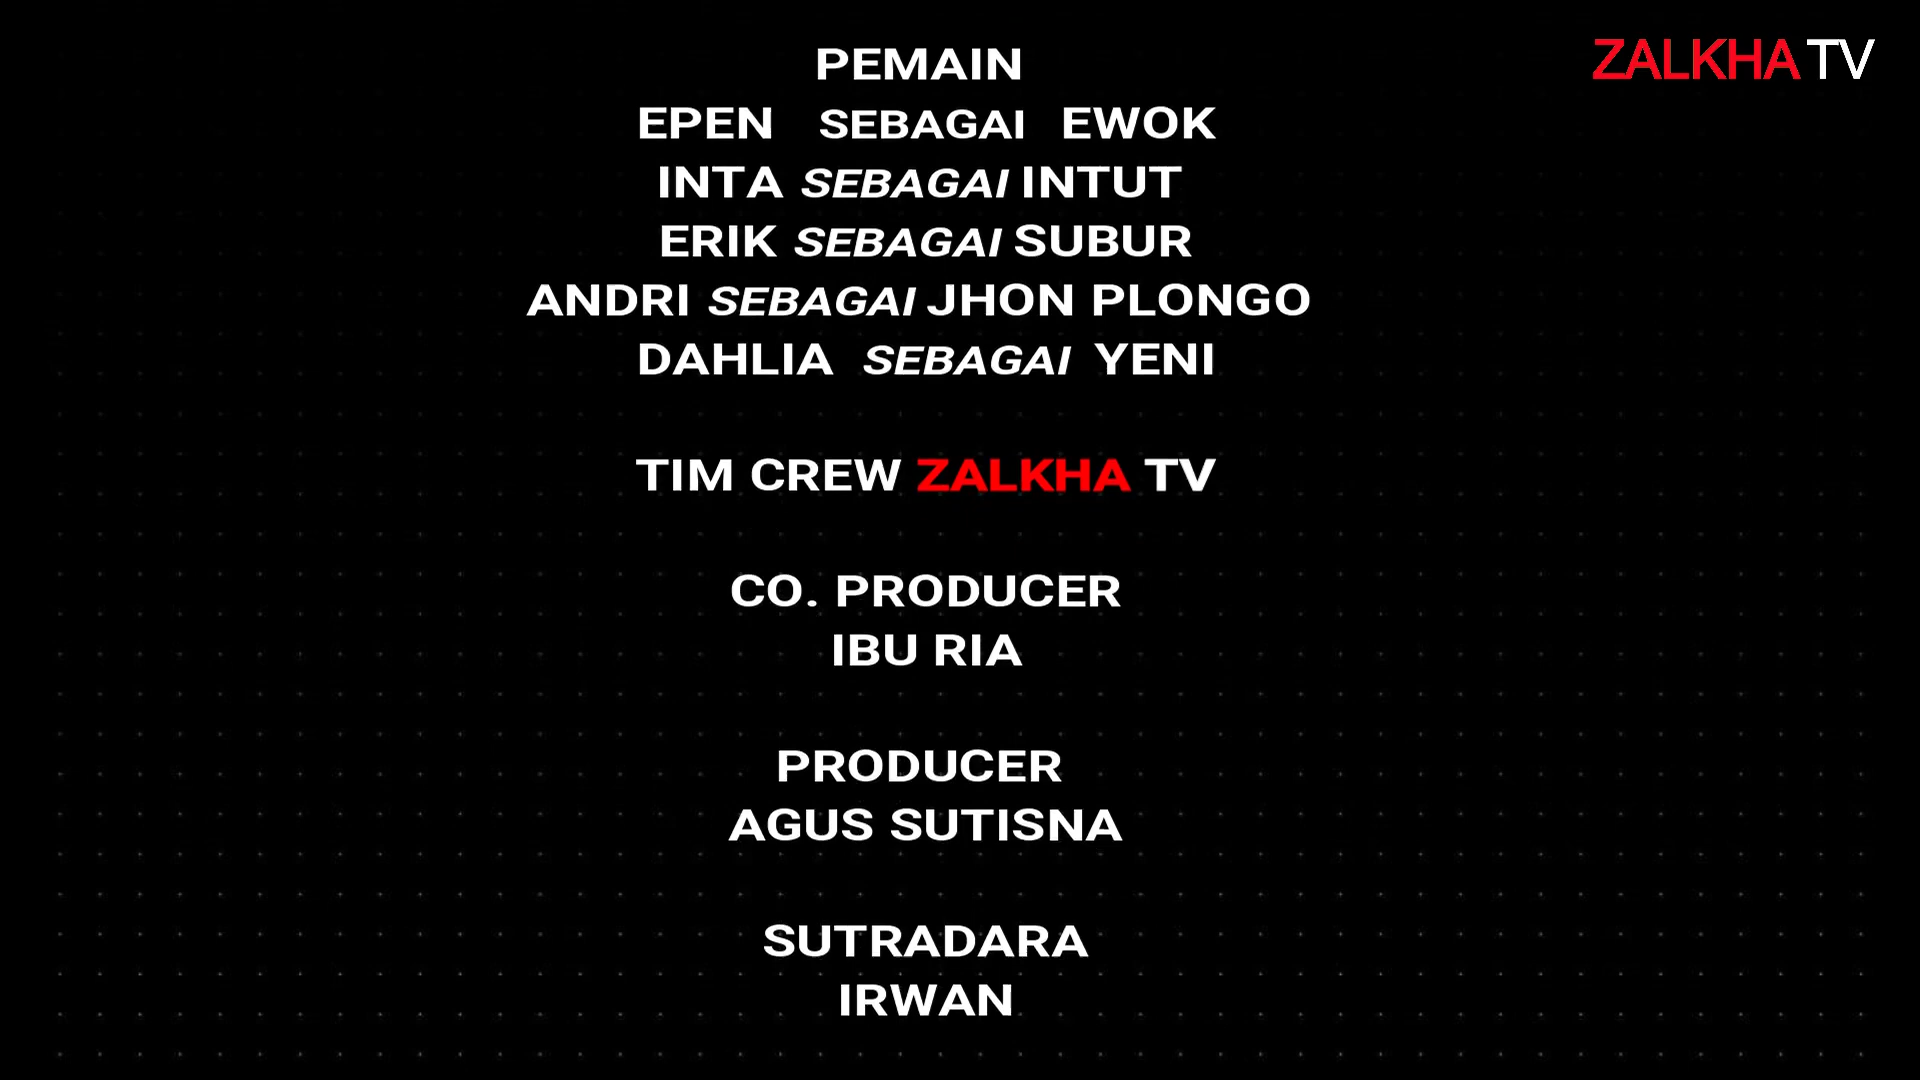 ZALKHA TV
PEMAIN
EPEN SEBAGAI EWOK
INTA SEBAGAI INTUT
ERIK SEBAGAI SUBUR
ANDRI SEBAGAI JHON PLONGO
DAHLIA SEBAGAI YENI
TIM CREW ZALKHA TV
CO. PRODUCER
IBU RIA
PRODUCER
AGUS SUTISNA
SUTRADARA
IRWAN